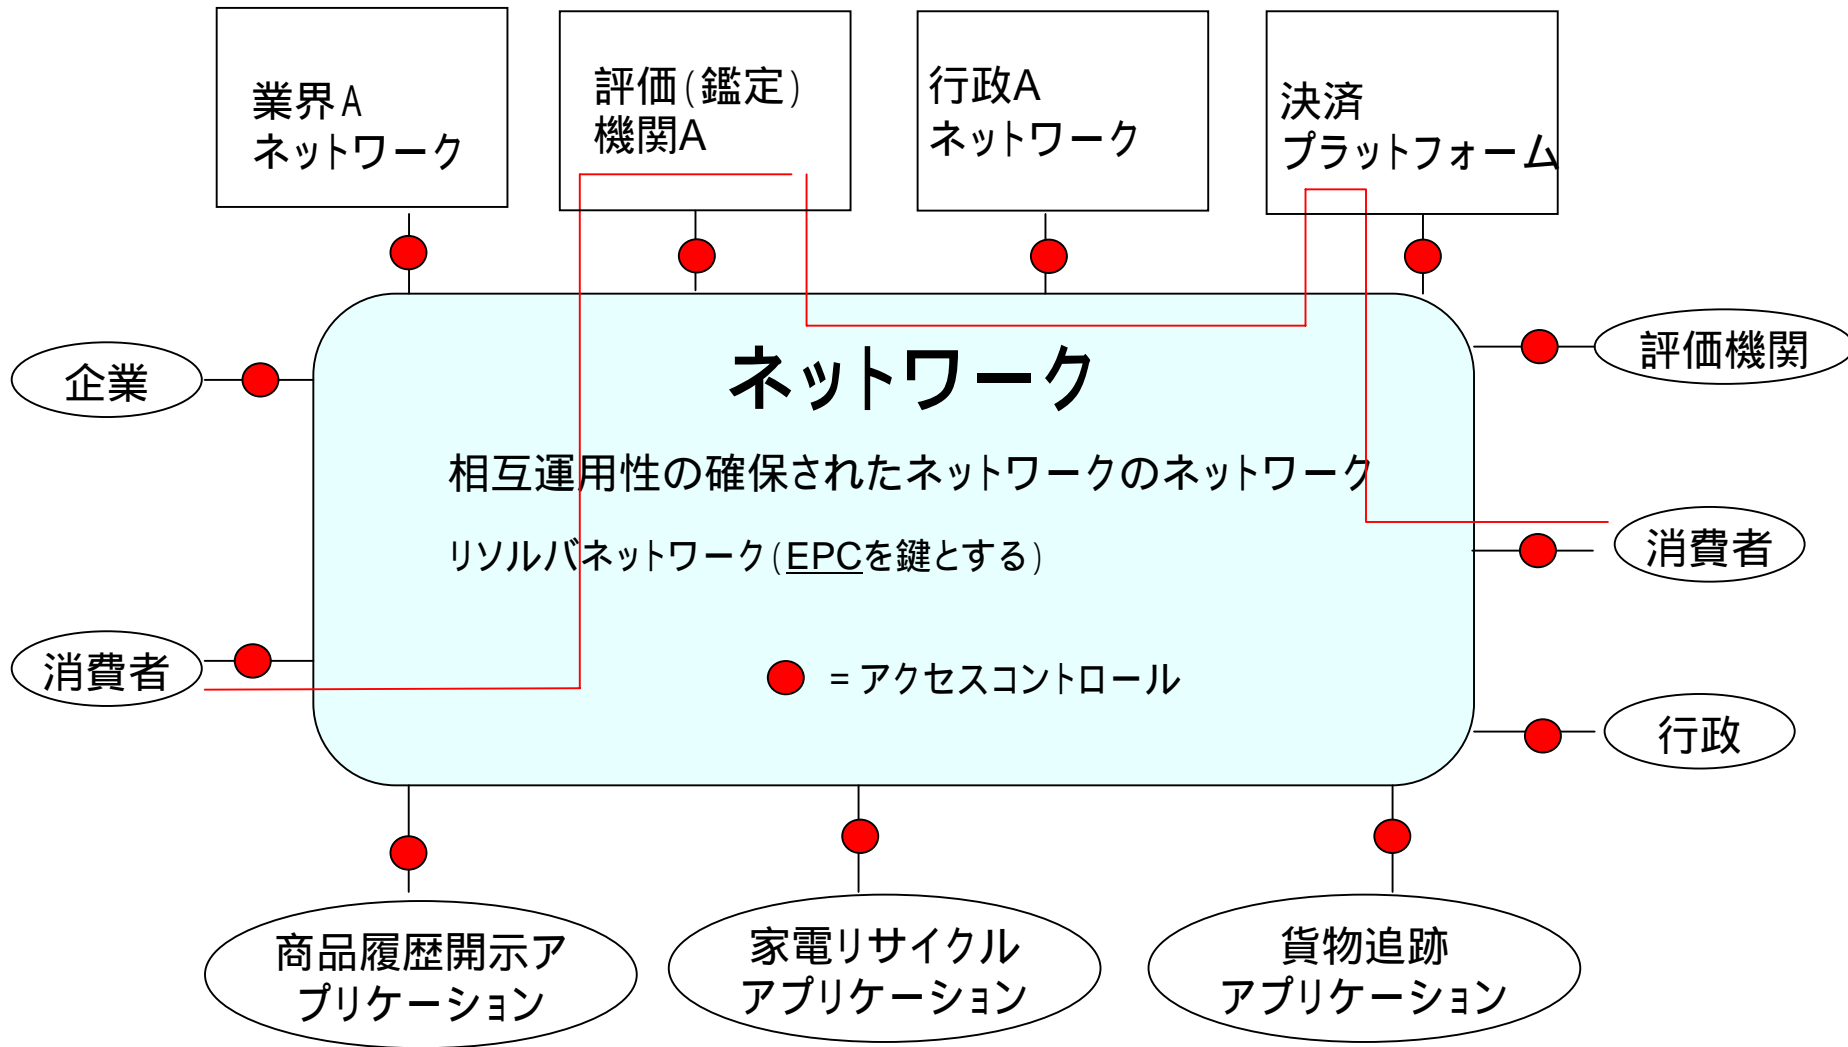 業界A
ネットワーク
評価(鑑定)
機関A
行政A
ネットワーク
決済
プラットフォーム
企業
評価機関
ネットワーク
相互運用性の確保されたネットワークのネットワーク
リソルバネットワーク(EPCを鍵とする)
消費者
消費者
= アクセスコントロール
行政
商品履歴開示ア
プリケーション
家電リサイクル
アプリケーション
貨物追跡
アプリケーション